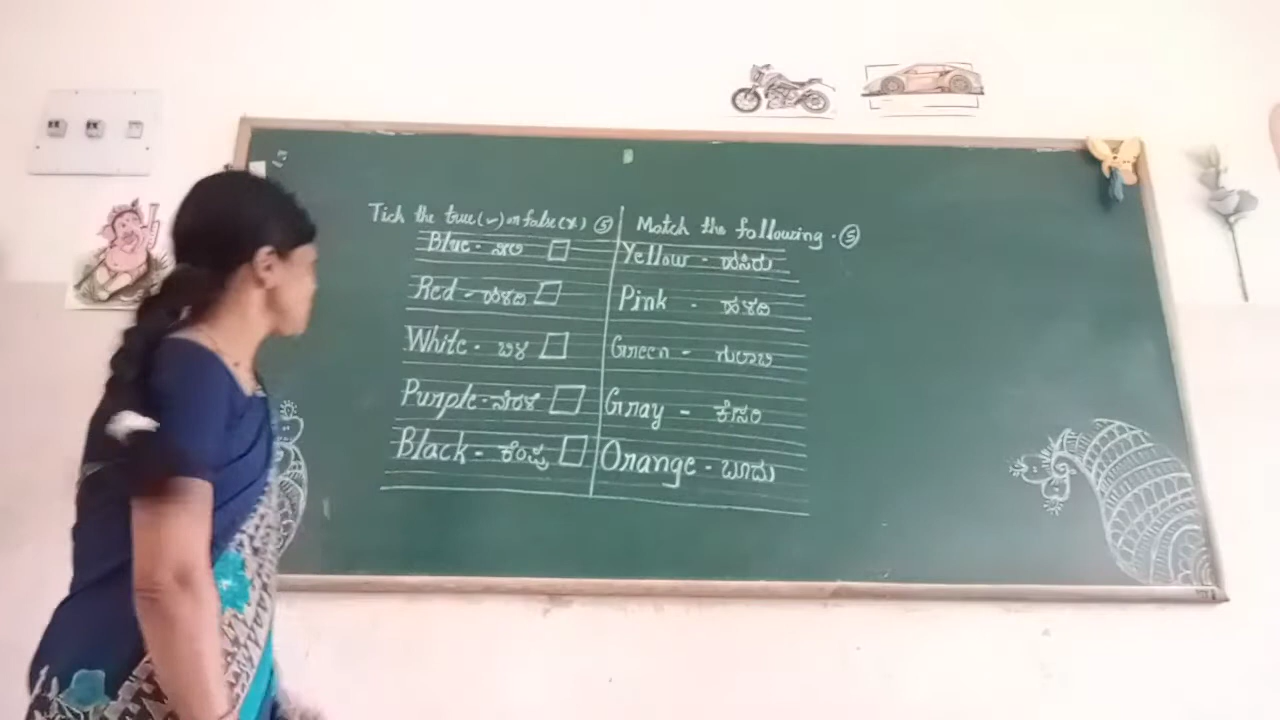 Tick the true (✓) or false (x) ⑤
Blue - ನೀಲಿ
Red - ಹಳದಿ
White - ಬಿಳಿ
Purple - ನೇರಳೆ
Black - ಕೆಂಪು
Match the following. ⑤
Yellow - ಹಸಿರು
Pink - ಹಳದಿ
Green - ಗುಲಾಬಿ
Gray - ಕೇಸರಿ
Orange - ಬೂದು